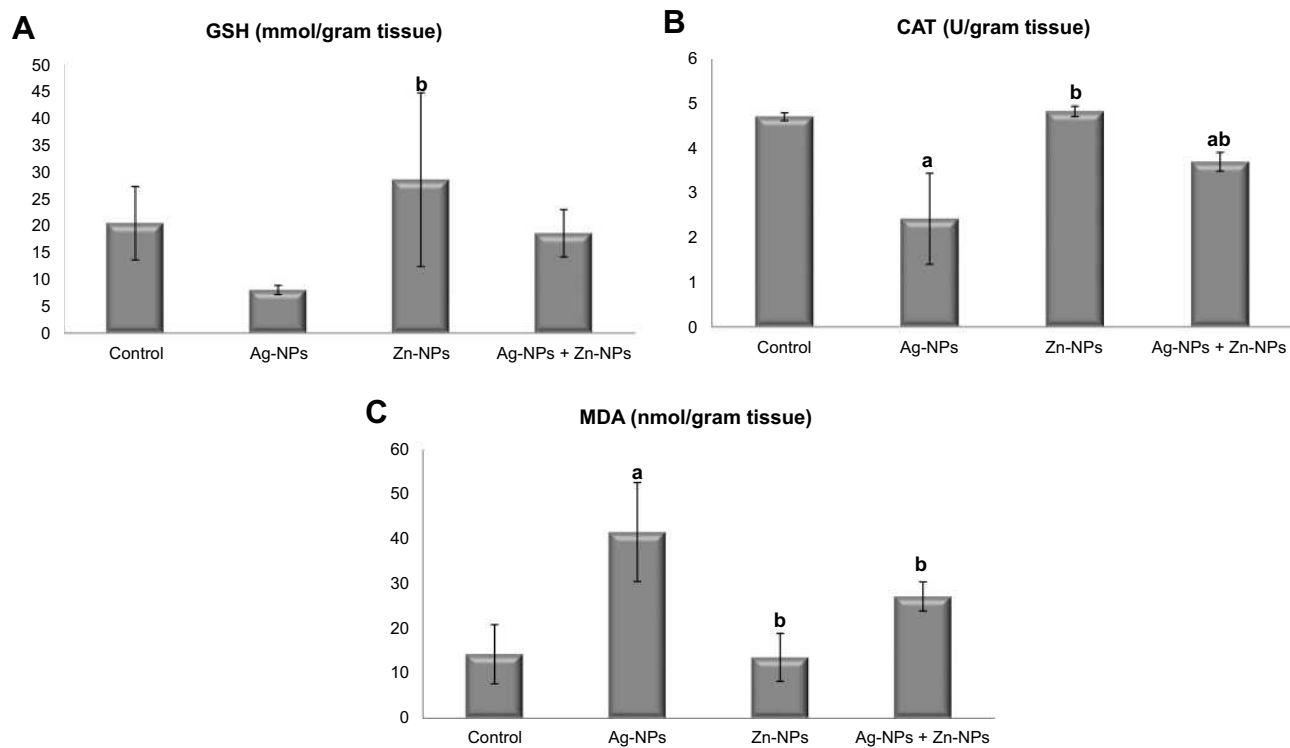 A
GSH (mmol/gram tissue)
50
45
40
35
30
25
20
15
10
5
0
b
Control
Ag-NPs
Zn-NPs
Ag-NPs + Zn-NPs
B
CAT (U/gram tissue)
6
5
4
3
2
1
0
a
b
ab
Control
Ag-NPs
Zn-NPs
Ag-NPs + Zn-NPs
C
MDA (nmol/gram tissue)
60
50
40
30
20
10
0
a
b
b
Control
Ag-NPs
Zn-NPs
Ag-NPs + Zn-NPs